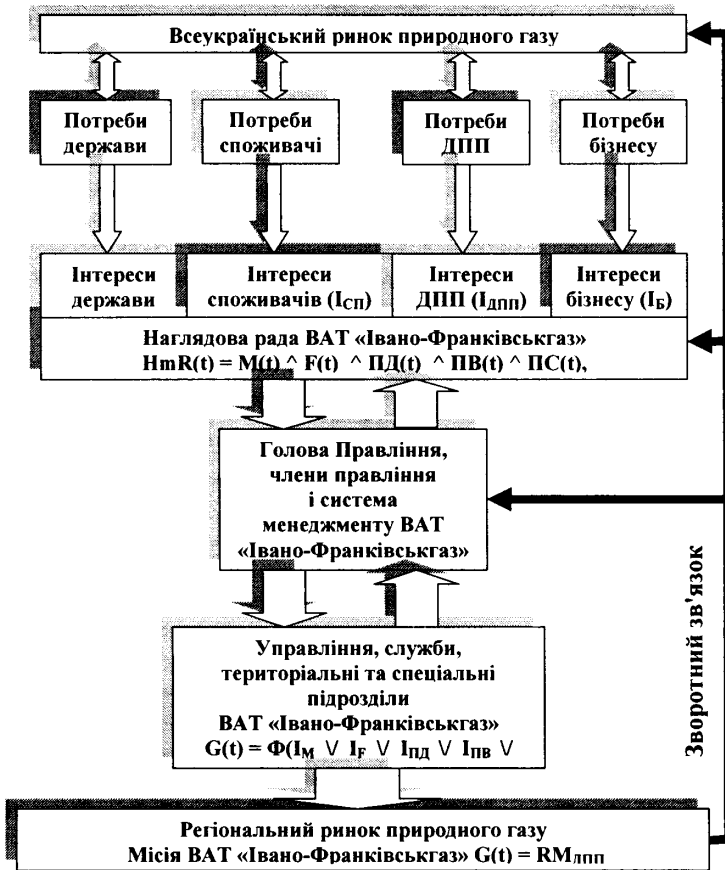 Всеукраїнський ринок природного газу
Потреби
держави
Потреби
споживачі
Потреби
ДПП
Потреби
бізнесу
Інтереси
держави
Інтереси
споживачів (ІСП)
Інтереси
ДПП (ІДПП)
Інтереси
бізнесу (ІБ)
Наглядова рада ВАТ «Івано-Франківськгаз»
HmR(t) = M(t) ^ F(t) ^ ПД(t) ^ ПВ(t) ^ ПС(t),
Голова Правління,
члени правління
і система
менеджменту ВАТ
«Івано-Франківськгаз»
Управління, служби,
територіальні та спеціальні
підрозділи
ВАТ «Івано-Франківськгаз»
G(t) = Ф(IM ∨ IF ∨ IПД ∨ IПВ ∨
Регіональний ринок природного газу
Місія ВАТ «Івано-Франківськгаз» G(t) = RMДПП
Зворотний зв'язок